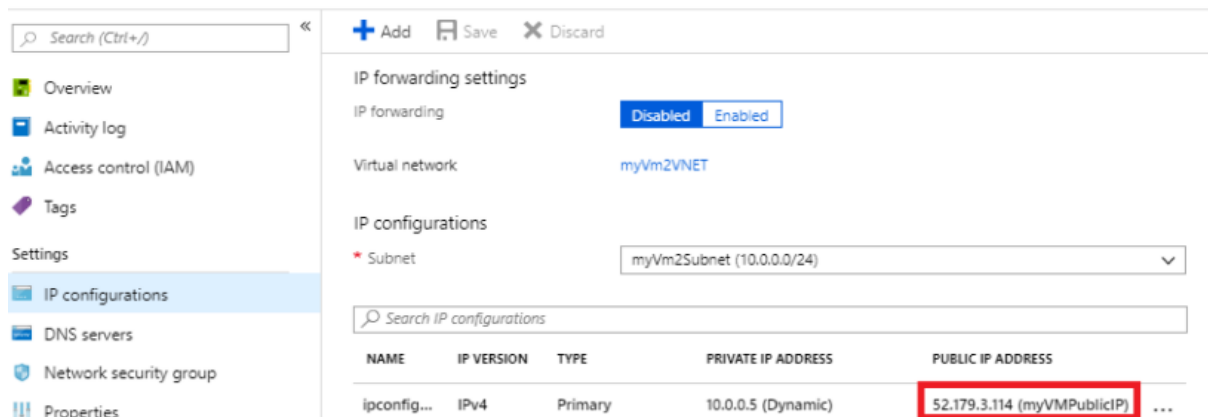 Search (Ctrl+/)
«
Add Save Discard
Overview
Activity log
Access control (IAM)
Tags
Settings
IP configurations
DNS servers
Network security group
Properties
IP forwarding settings
IP forwarding Disabled Enabled
Virtual network myVm2VNET
IP configurations
* Subnet myVm2Subnet (10.0.0.0/24)
Search IP configurations
NAME IP VERSION TYPE PRIVATE IP ADDRESS PUBLIC IP ADDRESS
ipconfig... IPv4 Primary 10.0.0.5 (Dynamic) 52.179.3.114 (myVMPublicIP) ...